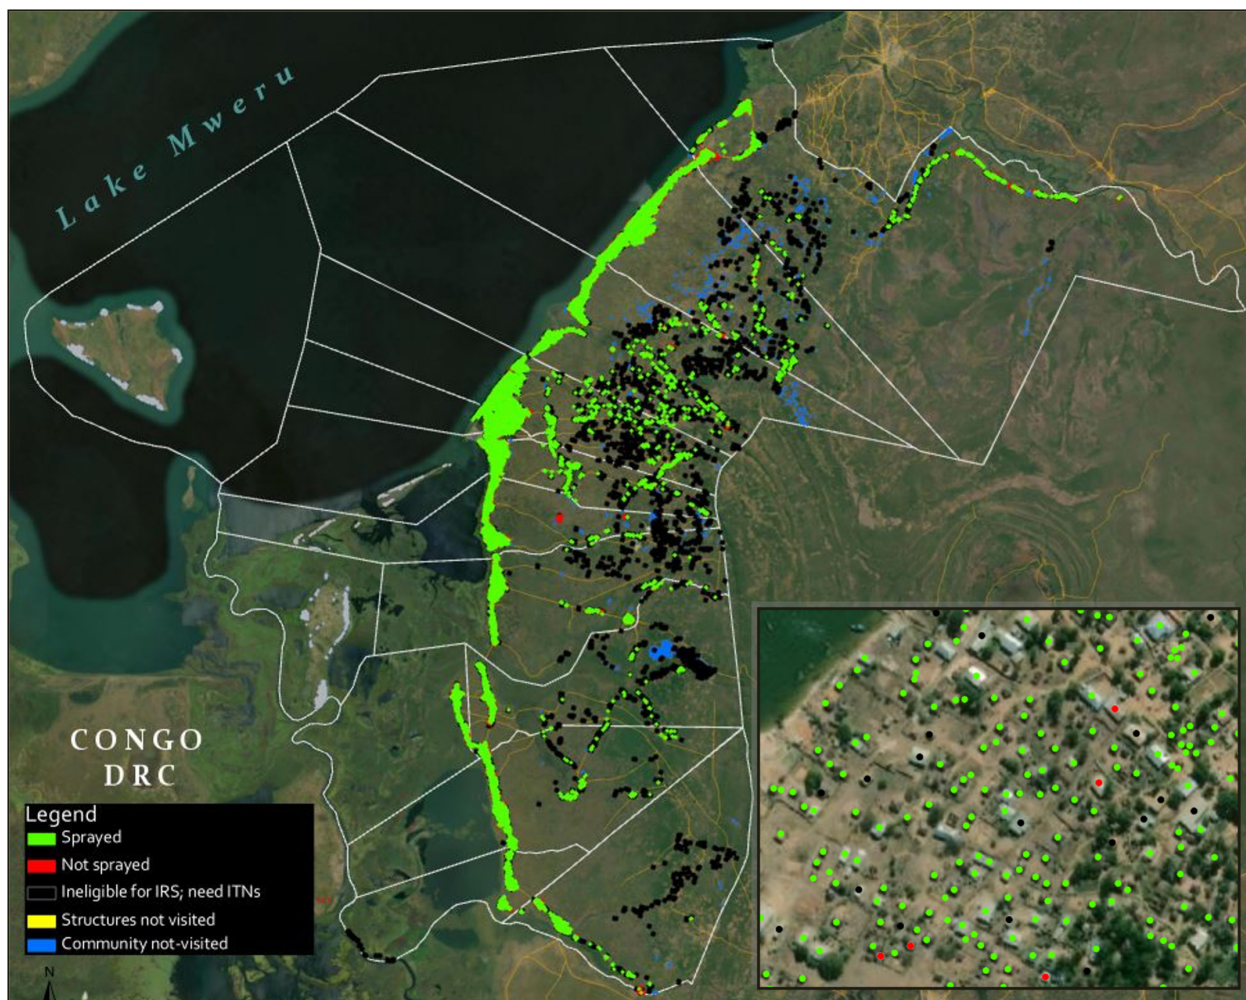 Lake Mweru
CONGO
DRC
Legend
Sprayed
Not sprayed
Ineligible for IRS; need ITNs
Structures not visited
Community not-visited
N